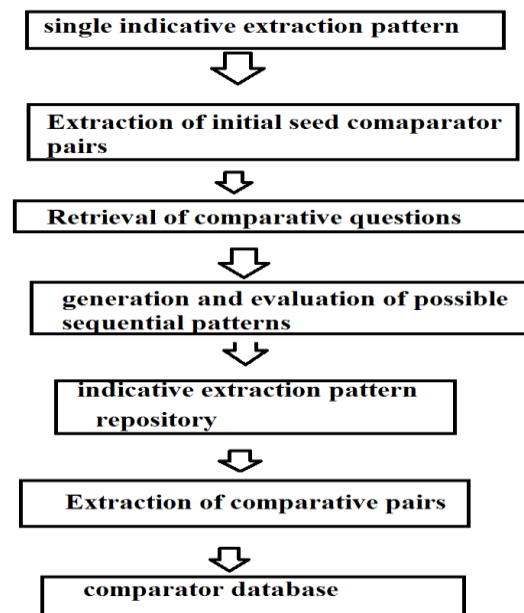 single indicative extraction pattern
Extraction of initial seed comaparator
pairs
Retrieval of comparative questions
generation and evaluation of possible
sequential patterns
indicative extraction pattern
repository
Extraction of comparative pairs
comparator database